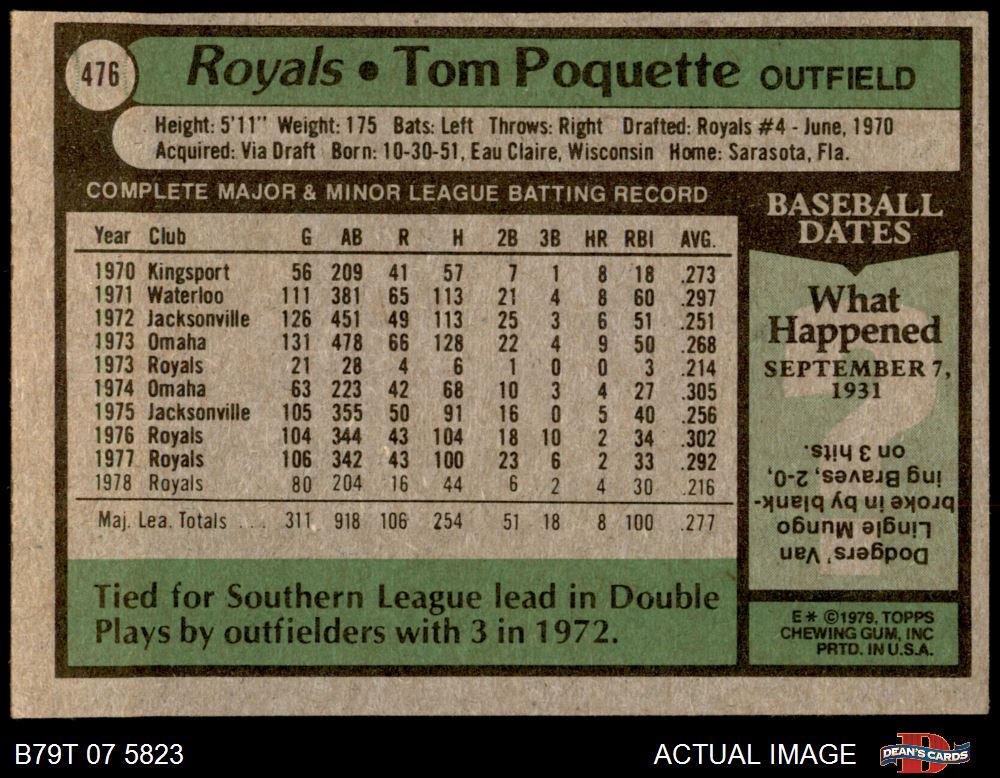 476 Royals • Tom Poquette OUTFIELD
Height: 5'11" Weight: 175 Bats: Left Throws: Right Drafted: Royals #4 - June, 1970
Acquired: Via Draft Born: 10-30-51, Eau Claire, Wisconsin Home: Sarasota, Fla.
COMPLETE MAJOR & MINOR LEAGUE BATTING RECORD
Year Club G AB R H 2B 3B HR RBI AVG.
1970 Kingsport 56 209 41 57 7 1 8 18 .273
1971 Waterloo 111 381 65 113 21 4 8 60 .297
1972 Jacksonville 126 451 49 113 25 3 6 51 .251
1973 Omaha 131 478 66 128 22 4 9 50 .268
1973 Royals 21 28 4 6 1 0 0 3 .214
1974 Omaha 63 223 42 68 10 3 4 27 .305
1975 Jacksonville 105 355 50 91 16 0 5 40 .256
1976 Royals 104 344 43 104 18 10 2 34 .302
1977 Royals 106 342 43 100 23 6 2 33 .292
1978 Royals 80 204 16 44 6 2 4 30 .216
Maj. Lea. Totals ... 311 918 106 254 51 18 8 100 .277
Tied for Southern League lead in Double
Plays by outfielders with 3 in 1972.
BASEBALL
DATES
What
Happened
SEPTEMBER 7,
1931
Dodgers' Van
Lingle Mungo
broke in by blank-
ing Braves, 2-0,
on 3 hits.
E* ©1979, TOPPS
CHEWING GUM, INC
PRTD. IN U.S.A.
B79T 07 5823
ACTUAL IMAGE
DEAN'S CARDS